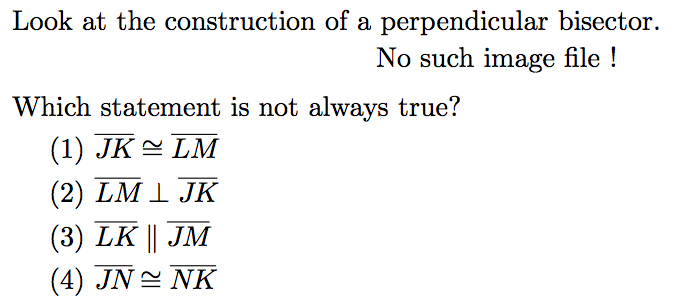 Look at the construction of a perpendicular bisector.
No such image file !
Which statement is not always true?
(1) $\overline{JK} \cong \overline{LM}$
(2) $\overline{LM} \perp \overline{JK}$
(3) $\overline{LK} \parallel \overline{JM}$
(4) $\overline{JN} \cong \overline{NK}$